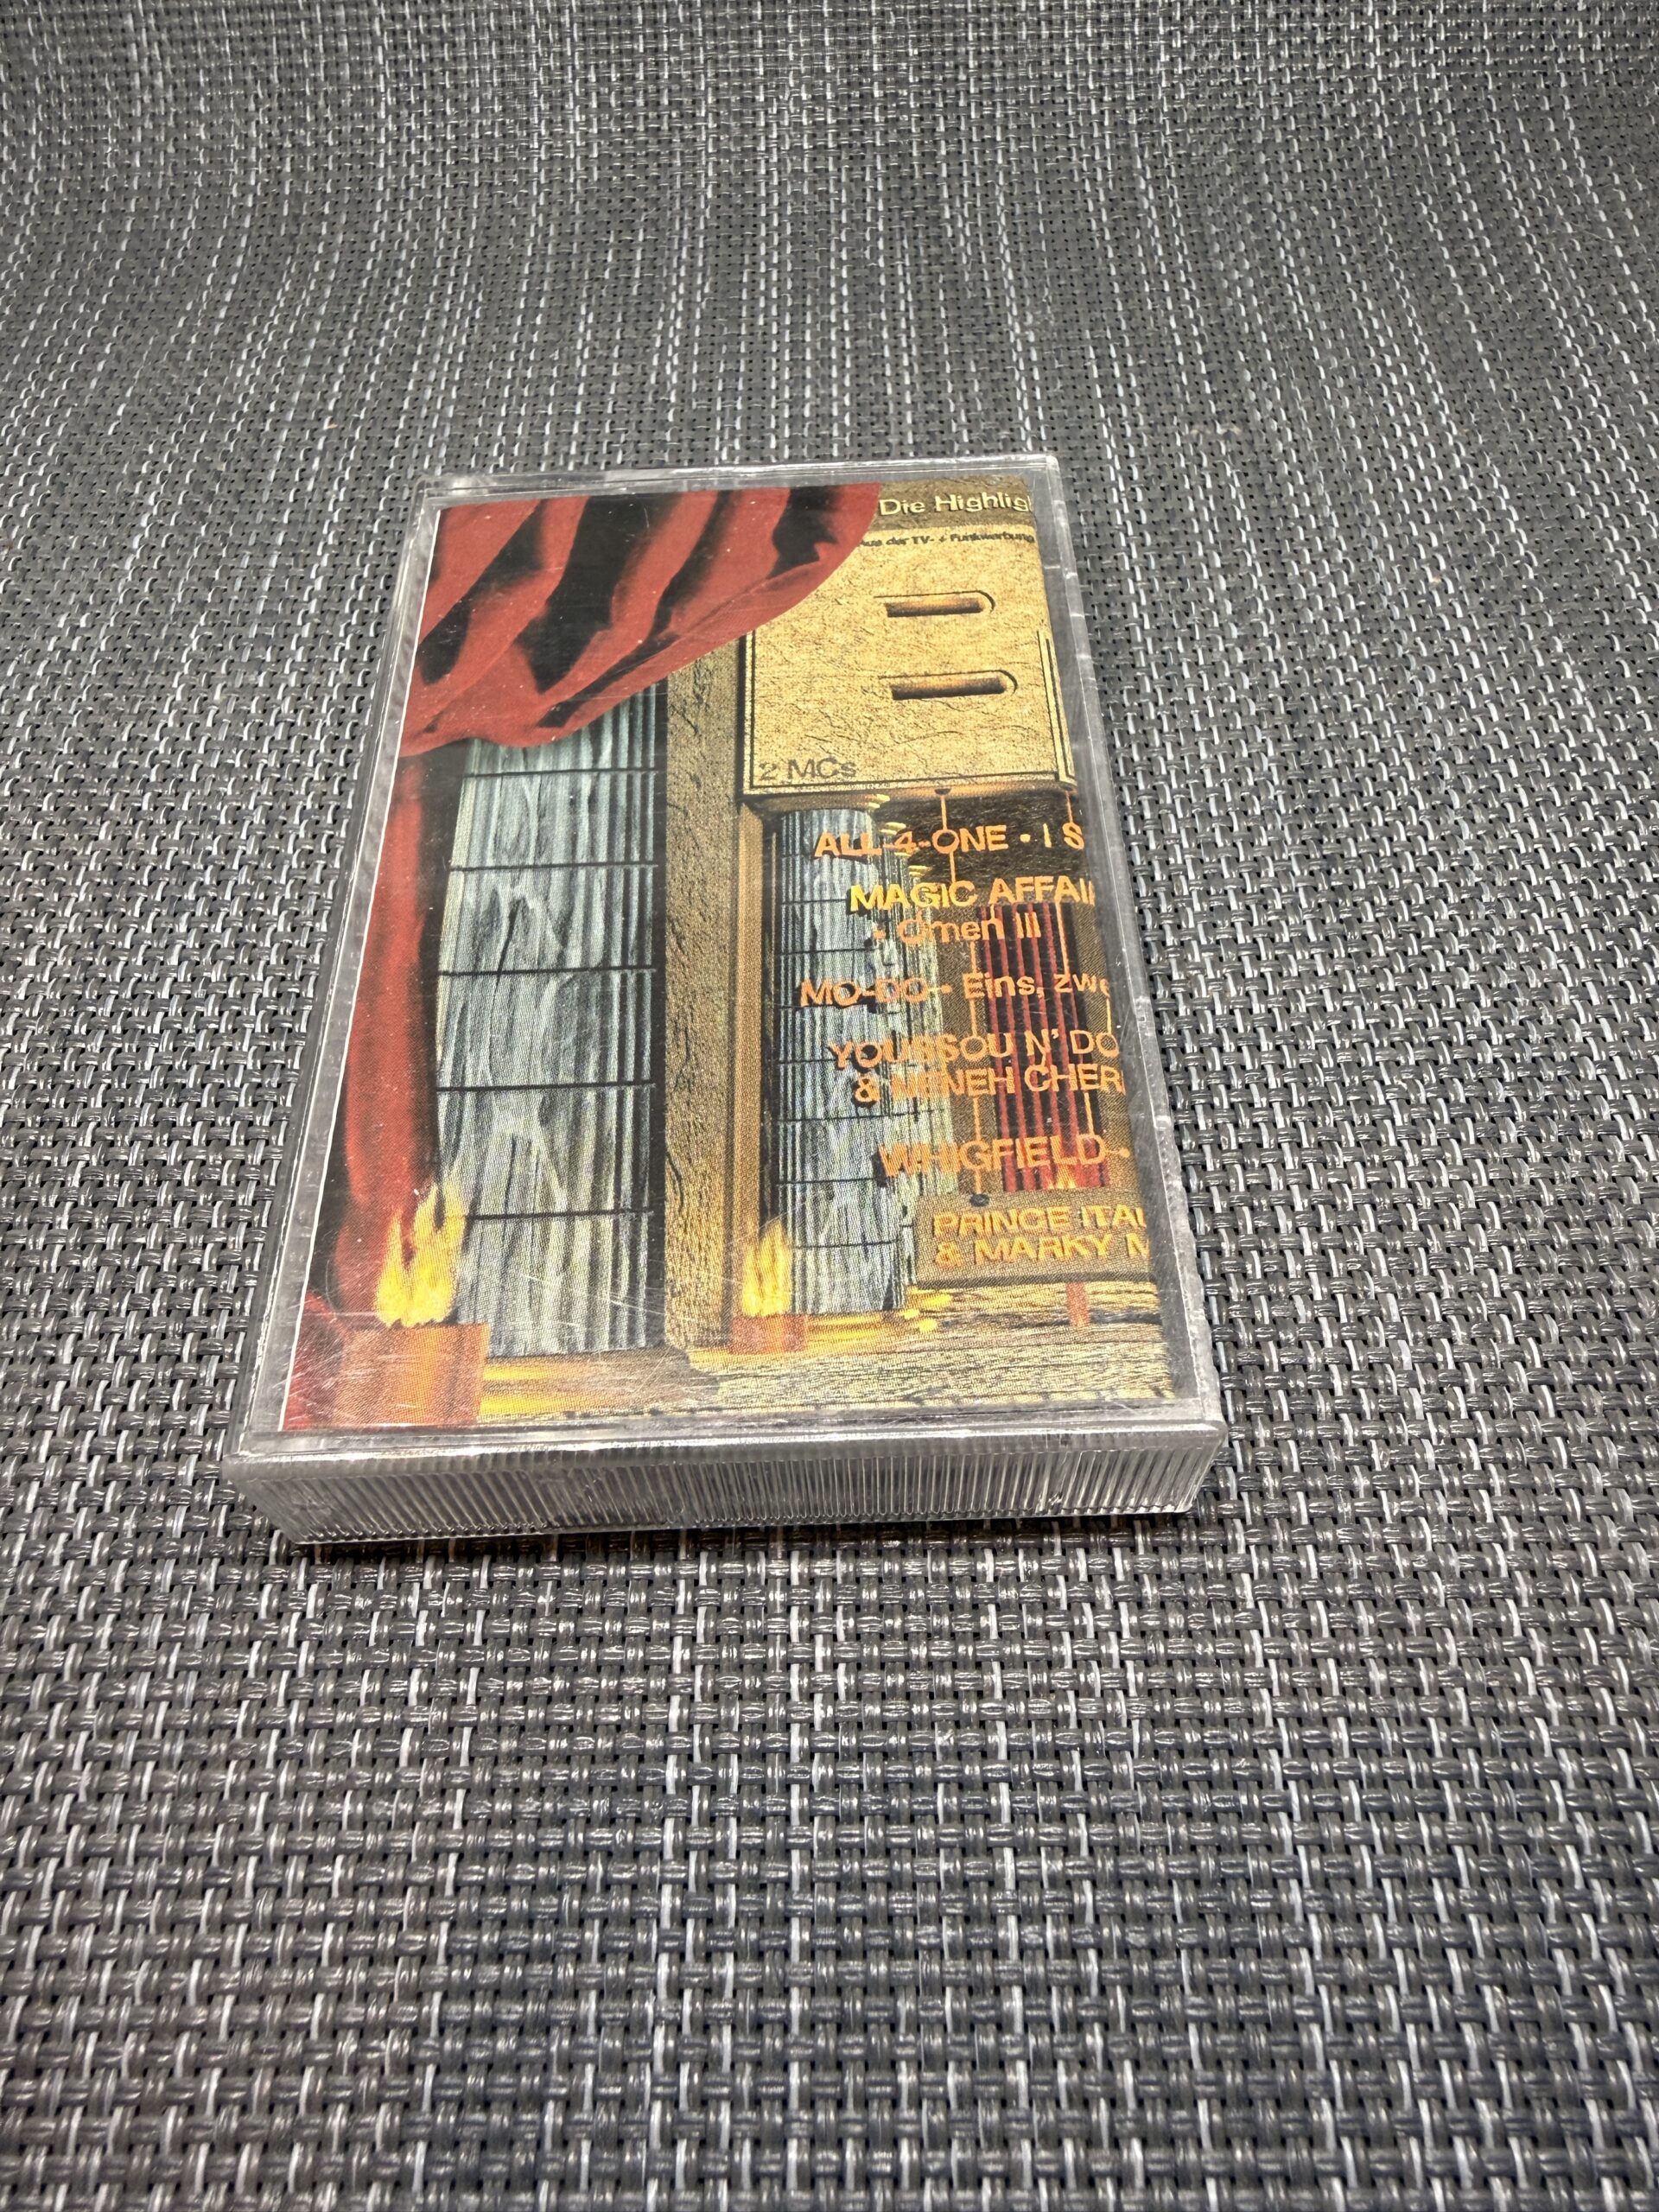 Die Highlig
Aus der TV- + Funkwerbung
2 MCs
ALL-4-ONE • I S
MAGIC AFFAI
• Omen III
MO-DO • Eins, zwe
YOUSSOU N' DO
& NENEH CHER
WHIGFIELD •
PRINCE ITAL
& MARKY M